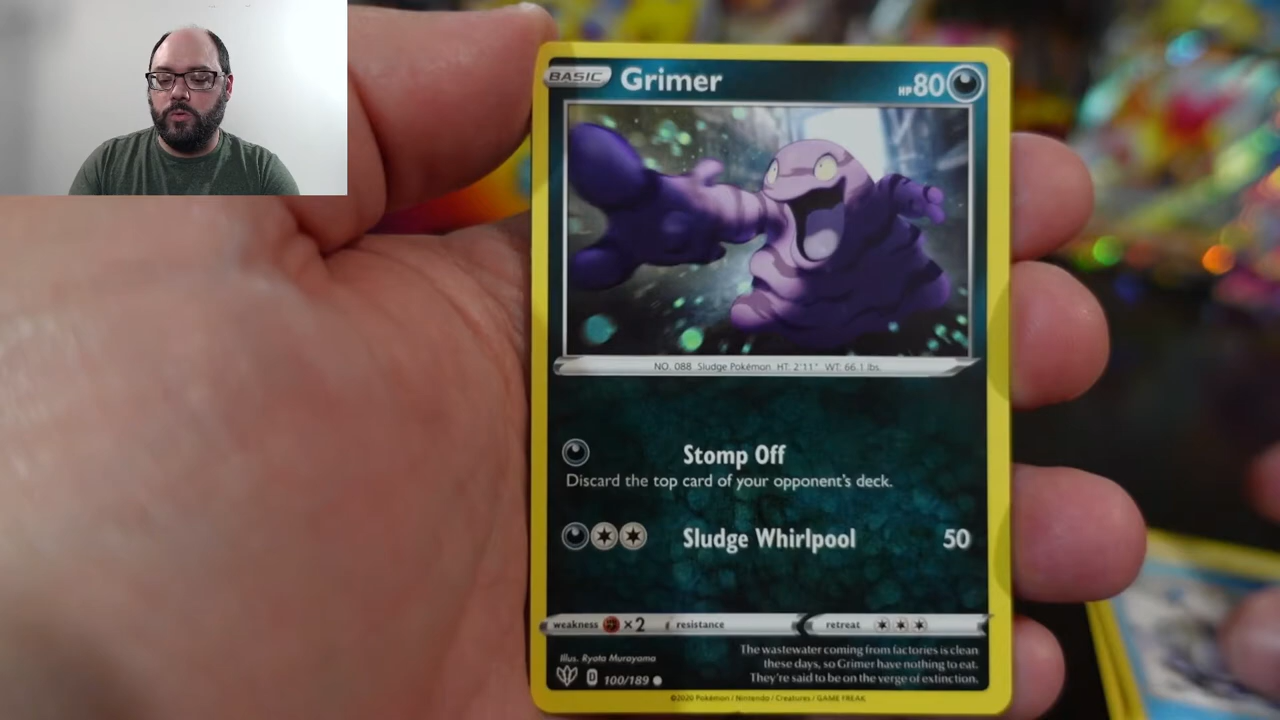 BASIC Grimer HP 80
NO. 088 Sludge Pokémon HT: 2'11" WT: 66.1 lbs.
Stomp Off
Discard the top card of your opponent's deck.
Sludge Whirlpool 50
weakness ×2 resistance retreat
Illus. Ryota Murayama
D 100/189
The wastewater coming from factories is clean
these days, so Grimer have nothing to eat.
They're said to be on the verge of extinction.
©2020 Pokémon / Nintendo / Creatures / GAME FREAK